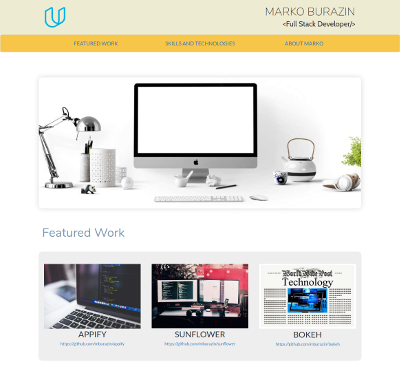 MARKO BURAZIN
<Full Stack Developer/>
FEATURED WORK
SKILLS AND TECHNOLOGIES
ABOUT MARKO
Featured Work
World Wide Post
Technology
APPIFY
SUNFLOWER
BOKEH
https://github.com/mburazin/appify
https://github.com/mburazin/sunflower
https://github.com/mburazin/bokeh